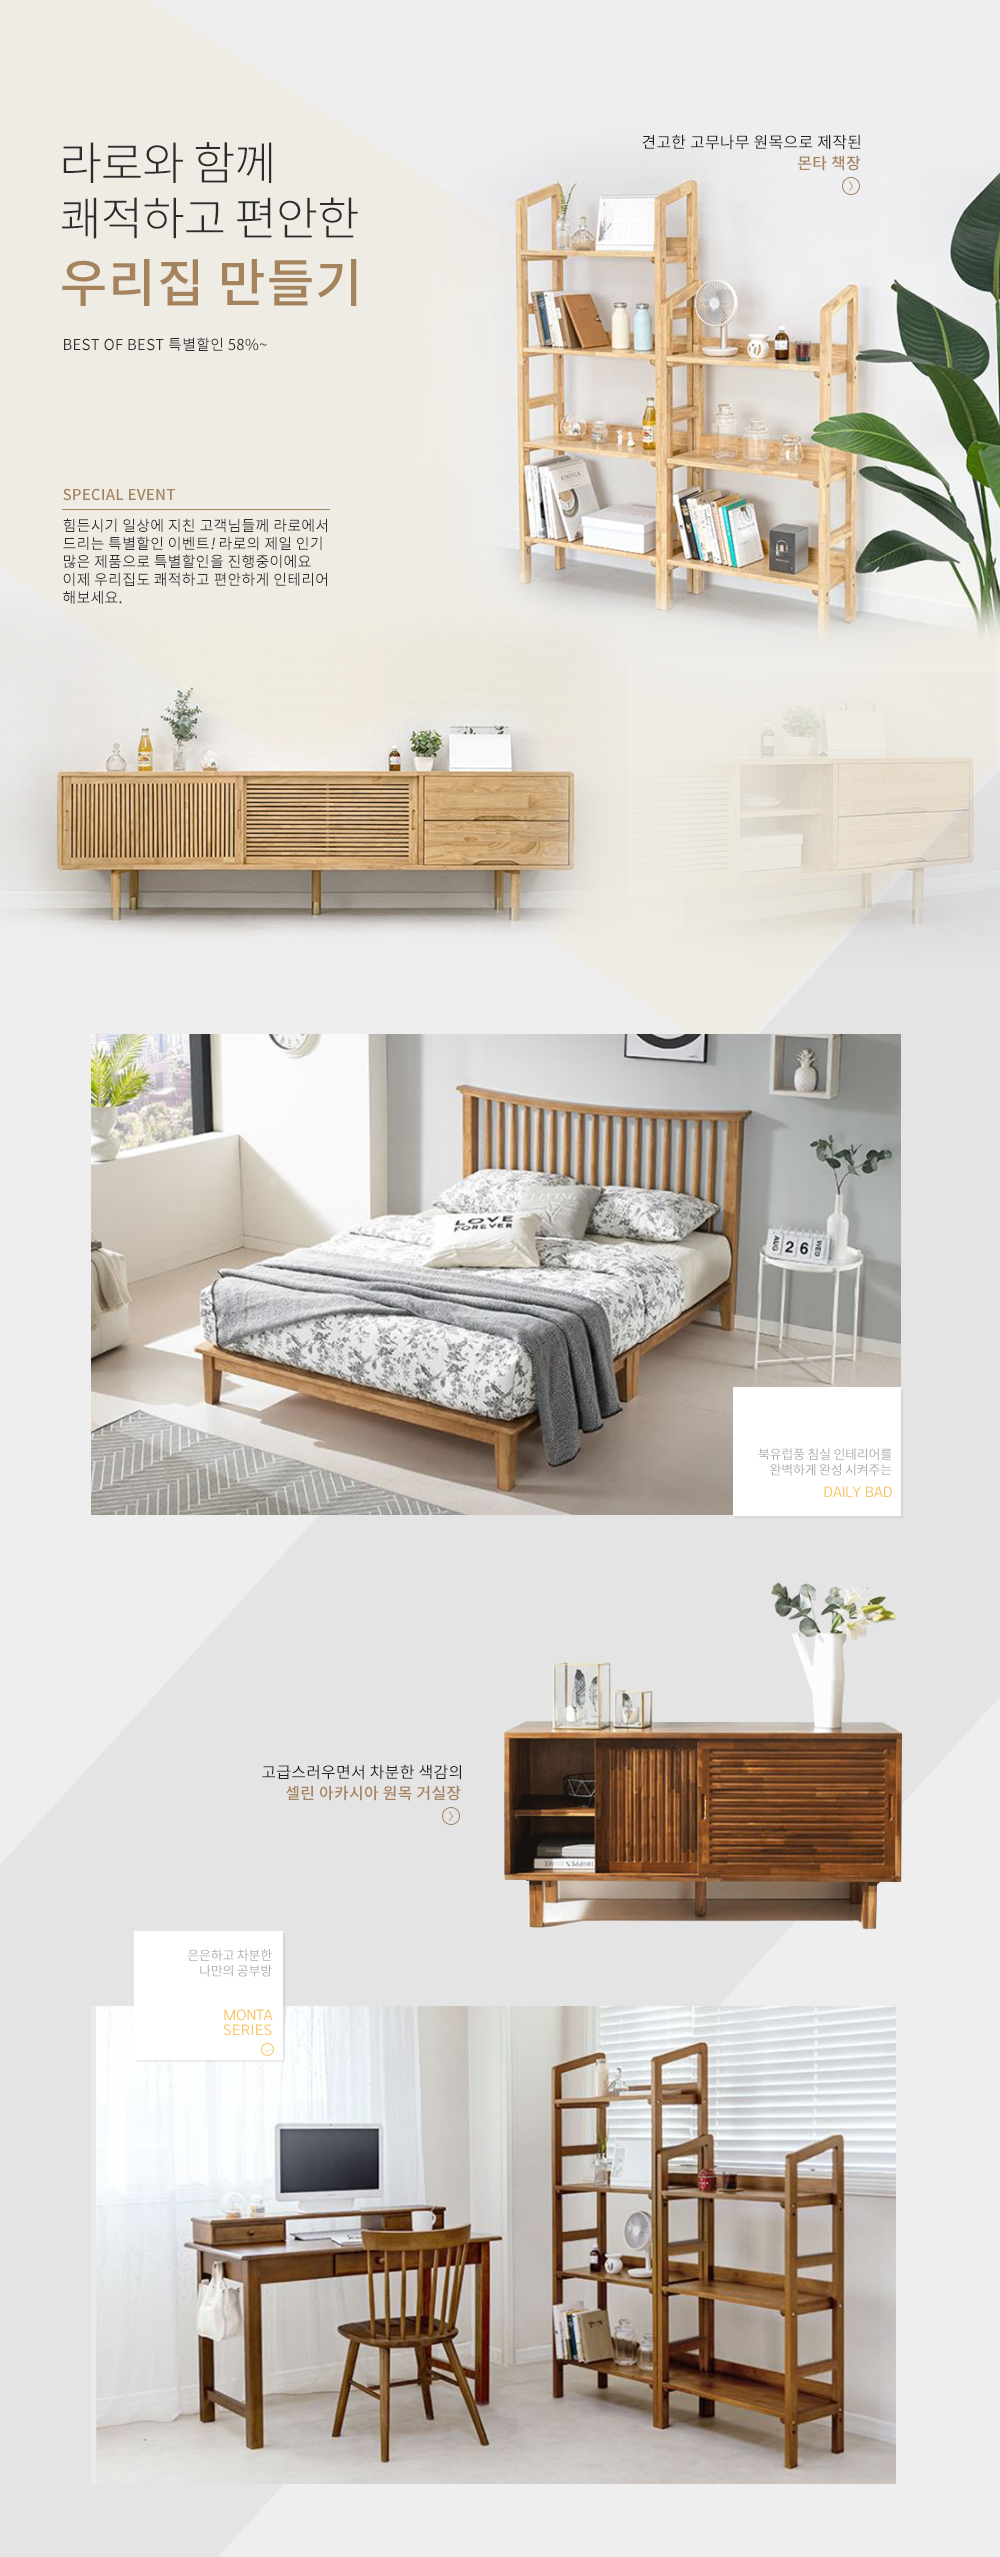 라로와 함께
쾌적하고 편안한
우리집 만들기
BEST OF BEST 특별할인 58%~
견고한 고무나무 원목으로 제작된
몬타 책장
SPECIAL EVENT
힘든시기 일상에 지친 고객님들께 라로에서
드리는 특별할인 이벤트! 라로의 제일 인기
많은 제품으로 특별할인을 진행중이에요
이제 우리집도 쾌적하고 편안하게 인테리어
해보세요.
LIVING
LOVE
FOREVER
AUG 26 WED
북유럽풍 침실 인테리어를
완벽하게 완성 시켜주는
DAILY BAD
고급스러우면서 차분한 색감의
셀린 아카시아 원목 거실장
은은하고 차분한
나만의 공부방
MONTA
SERIES